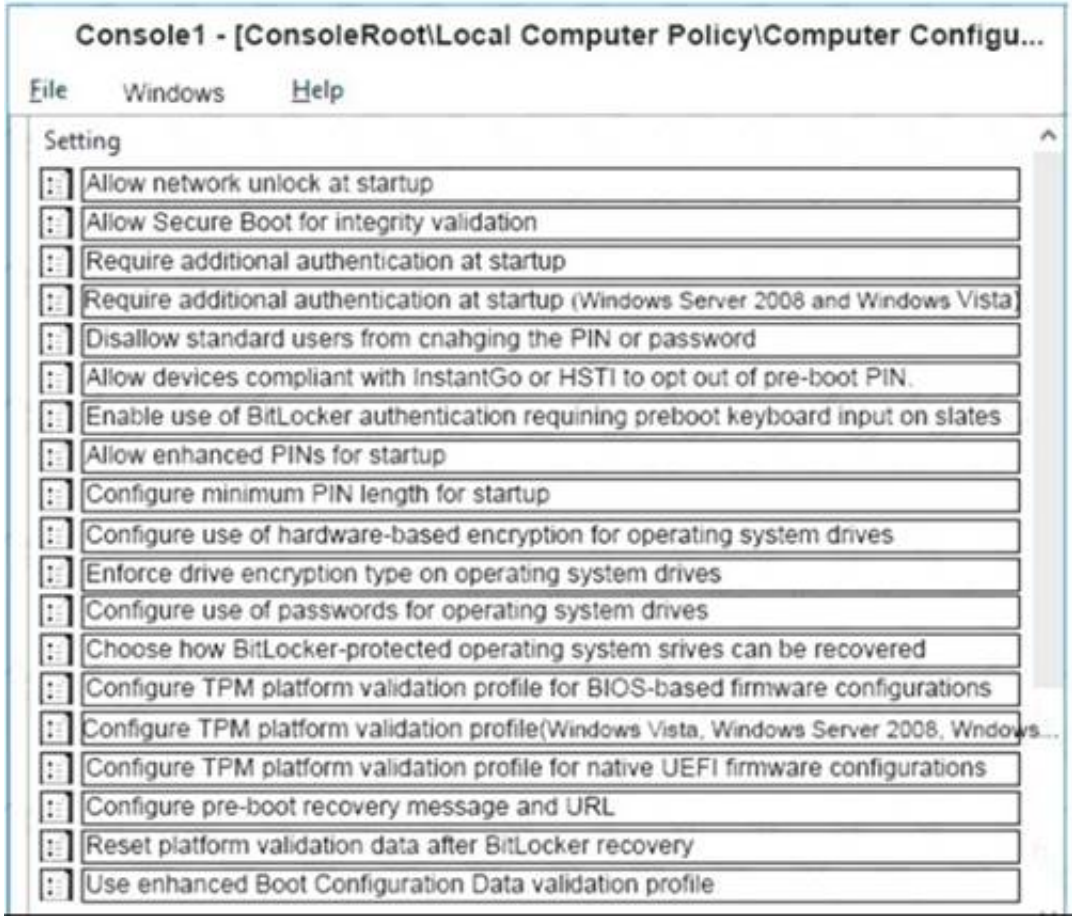 Console1 - [ConsoleRoot\Local Computer Policy\Computer Configu...
File Windows Help
Setting
Allow network unlock at startup
Allow Secure Boot for integrity validation
Require additional authentication at startup
Require additional authentication at startup (Windows Server 2008 and Windows Vista)
Disallow standard users from cnahging the PIN or password
Allow devices compliant with InstantGo or HSTI to opt out of pre-boot PIN.
Enable use of BitLocker authentication requining preboot keyboard input on slates
Allow enhanced PINs for startup
Configure minimum PIN length for startup
Configure use of hardware-based encryption for operating system drives
Enforce drive encryption type on operating system drives
Configure use of passwords for operating system drives
Choose how BitLocker-protected operating system srives can be recovered
Configure TPM platform validation profile for BIOS-based firmware configurations
Configure TPM platform validation profile(Windows Vista, Windows Server 2008, Wndows...
Configure TPM platform validation profile for native UEFI firmware configurations
Configure pre-boot recovery message and URL
Reset platform validation data after BitLocker recovery
Use enhanced Boot Configuration Data validation profile